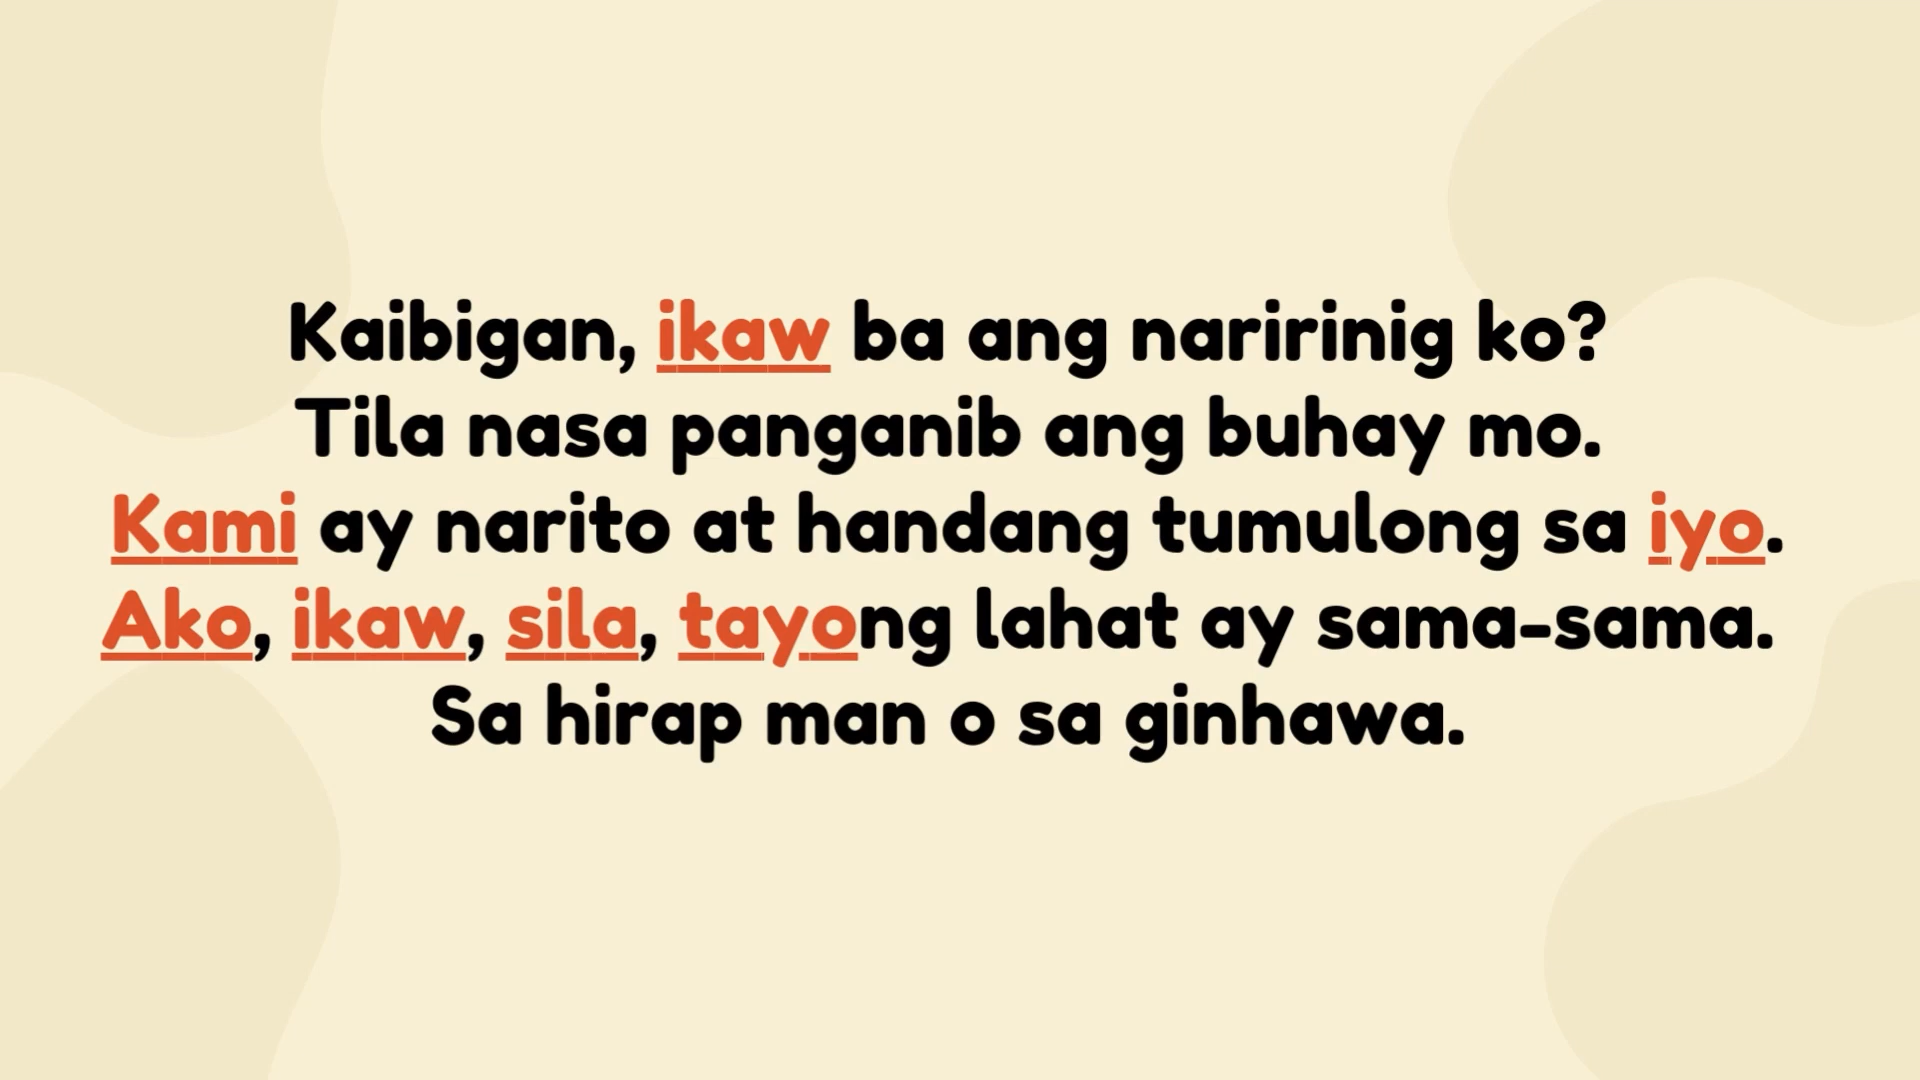 Kaibigan, ikaw ba ang naririnig ko?
Tila nasa panganib ang buhay mo.
Kami ay narito at handang tumulong sa iyo.
Ako, ikaw, sila, tayong lahat ay sama-sama.
Sa hirap man o sa ginhawa.